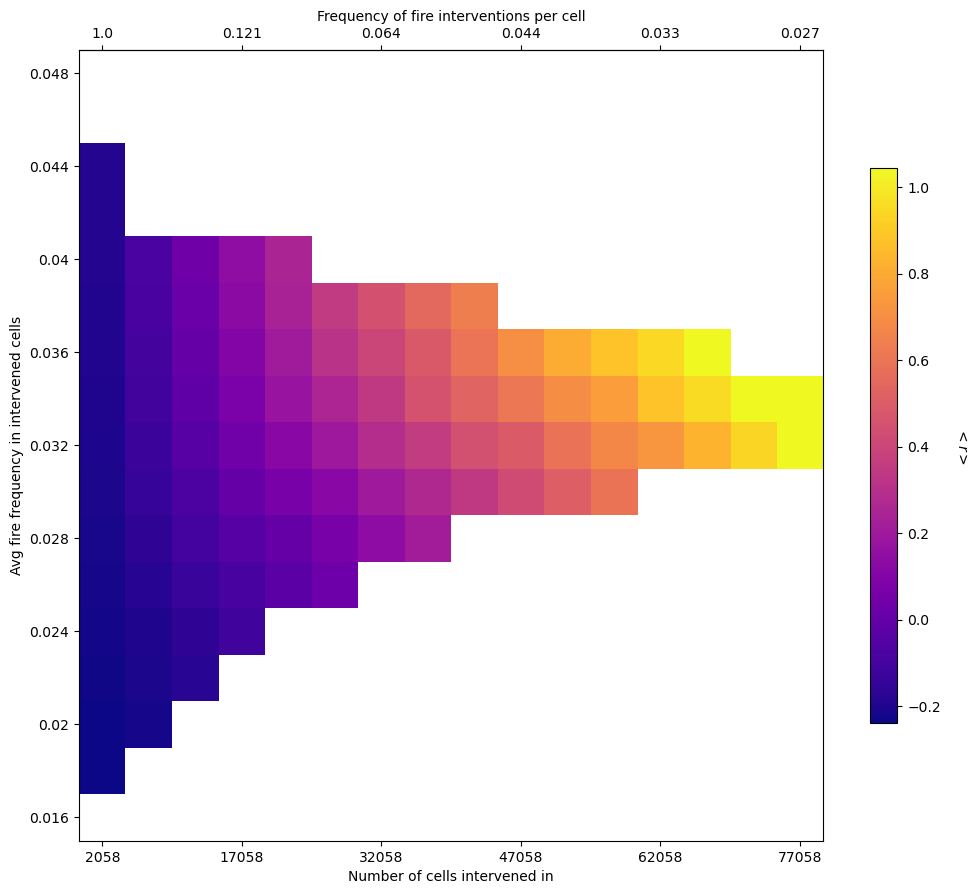 Frequency of fire interventions per cell
1.0 0.121 0.064 0.044 0.033 0.027
Avg fire frequency in intervened cells
0.048
0.044
0.04
0.036
0.032
0.028
0.024
0.02
0.016
2058 17058 32058 47058 62058 77058
Number of cells intervened in
1.0
0.8
0.6
0.4
0.2
0.0
−0.2
< r >